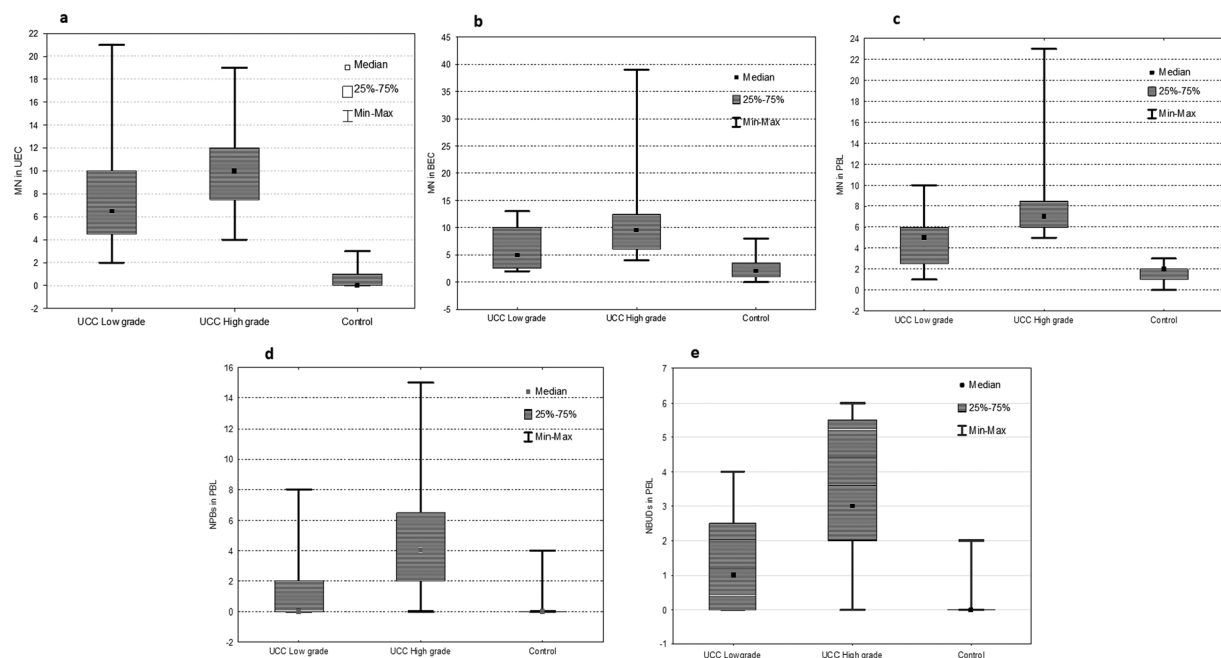 a
22
20
18
16
14
12
10
8
6
4
2
0
-2
MN in UEC
Median
25%-75%
Min-Max
UCC Low grade
UCC High grade
Control
b
45
40
35
30
25
20
15
10
5
0
-5
MN in BEC
Median
25%-75%
Min-Max
UCC Low grade
UCC High grade
Control
c
24
22
20
18
16
14
12
10
8
6
4
2
0
-2
MN in PBL
Median
25%-75%
Min-Max
UCC Low grade
UCC High grade
Control
d
16
14
12
10
8
6
4
2
0
-2
NPBs in PBL
Median
25%-75%
Min-Max
UCC Low grade
UCC High grade
Control
e
7
6
5
4
3
2
1
0
-1
NBUDs in PBL
Median
25%-75%
Min-Max
UCC Lowgrade
UCC High grade
Control